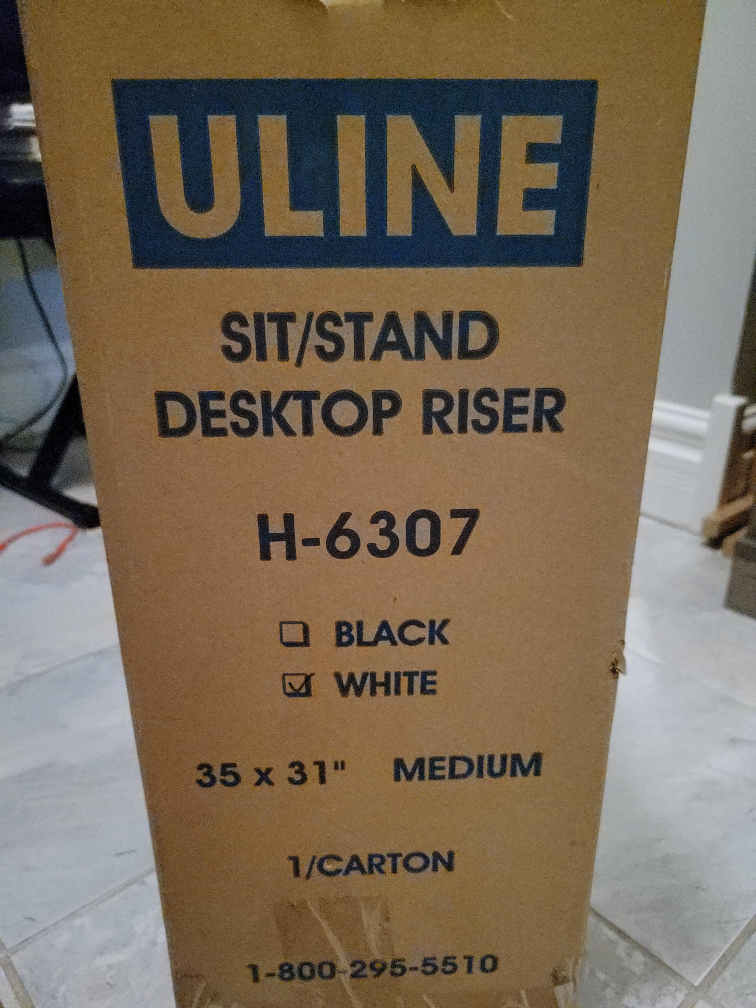 ULINE
SIT/STAND
DESKTOP RISER
H-6307
☐ BLACK
☑ WHITE
35 x 31" MEDIUM
1/CARTON
1-800-295-5510